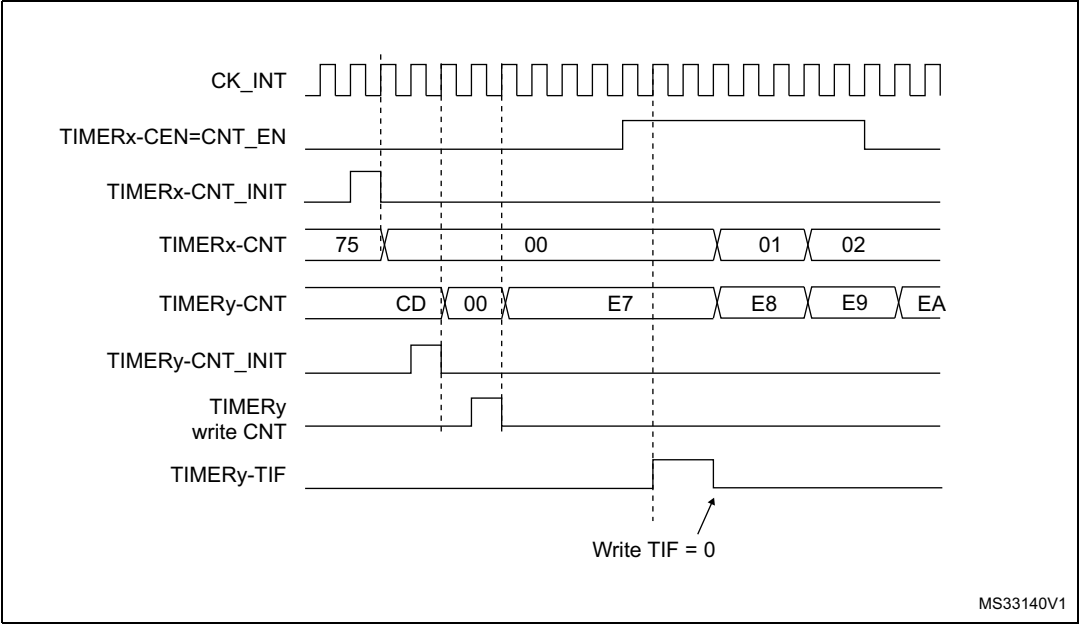 CK_INT
TIMERx-CEN=CNT_EN
TIMERx-CNT_INIT
TIMERx-CNT 75 00 01 02
TIMERy-CNT CD 00 E7 E8 E9 EA
TIMERy-CNT_INIT
TIMERy
write CNT
TIMERy-TIF
Write TIF = 0
MS33140V1